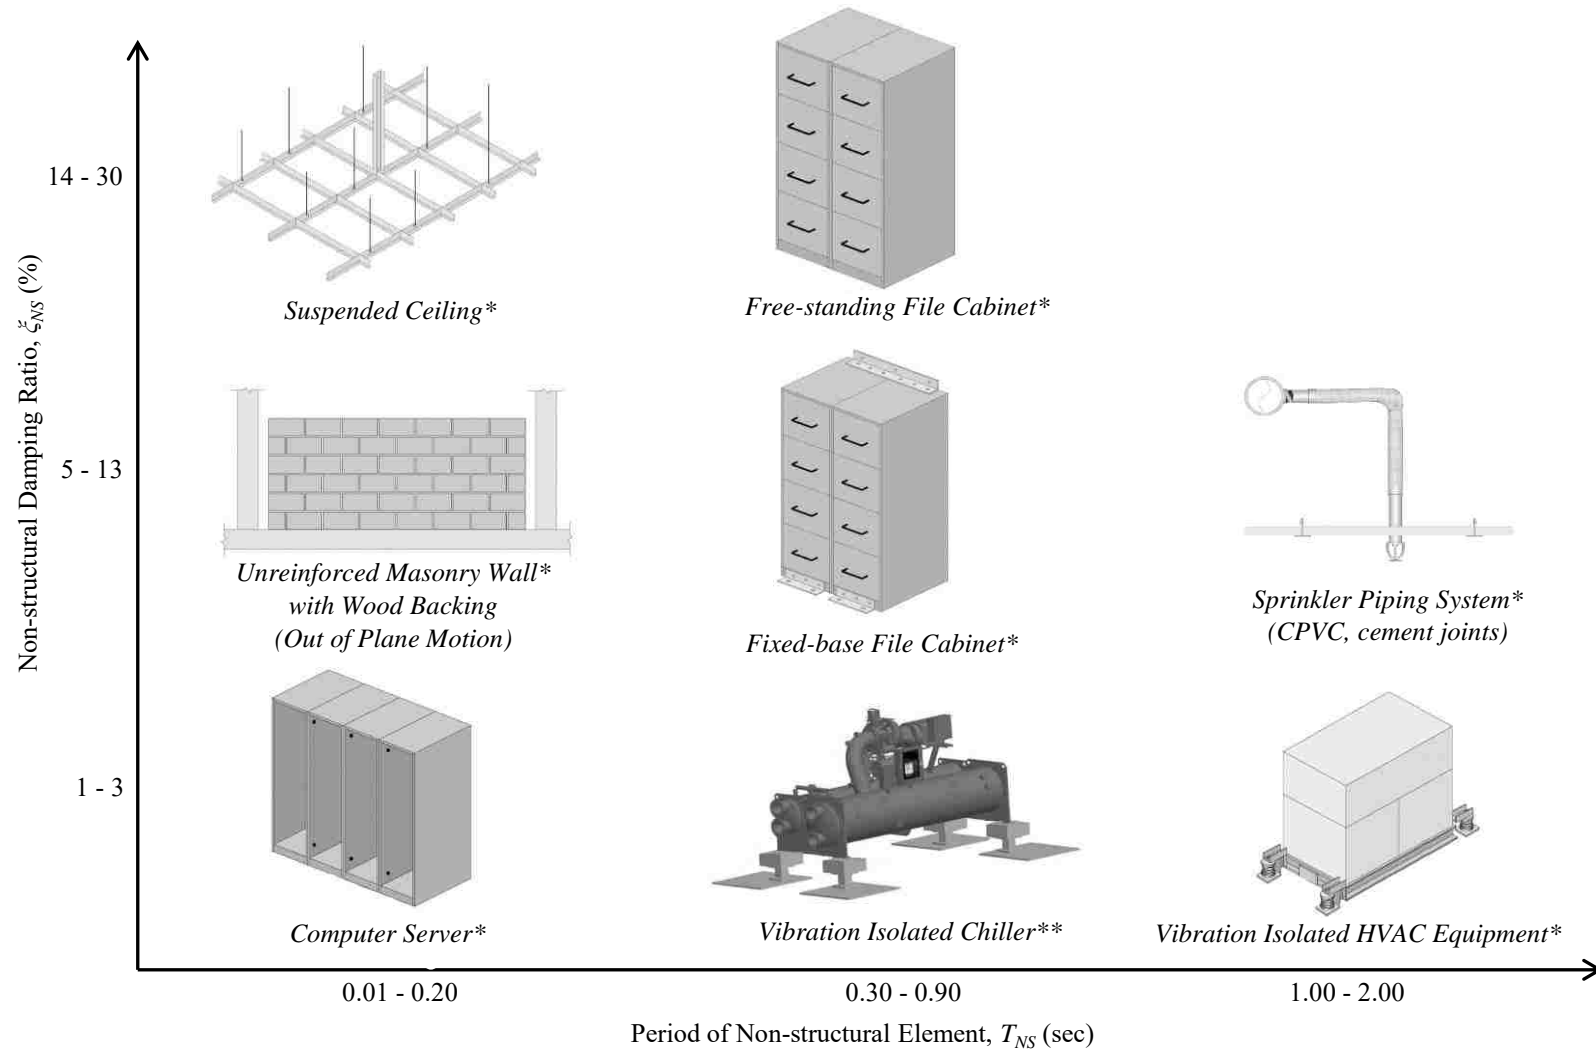 Non-structural Damping Ratio, ξNS (%)
14 - 30
Suspended Ceiling*
Free-standing File Cabinet*
5 - 13
Unreinforced Masonry Wall*
with Wood Backing
(Out of Plane Motion)
Fixed-base File Cabinet*
Sprinkler Piping System*
(CPVC, cement joints)
1 - 3
Computer Server*
Vibration Isolated Chiller**
Vibration Isolated HVAC Equipment*
0.01 - 0.20
0.30 - 0.90
1.00 - 2.00
Period of Non-structural Element, TNS (sec)